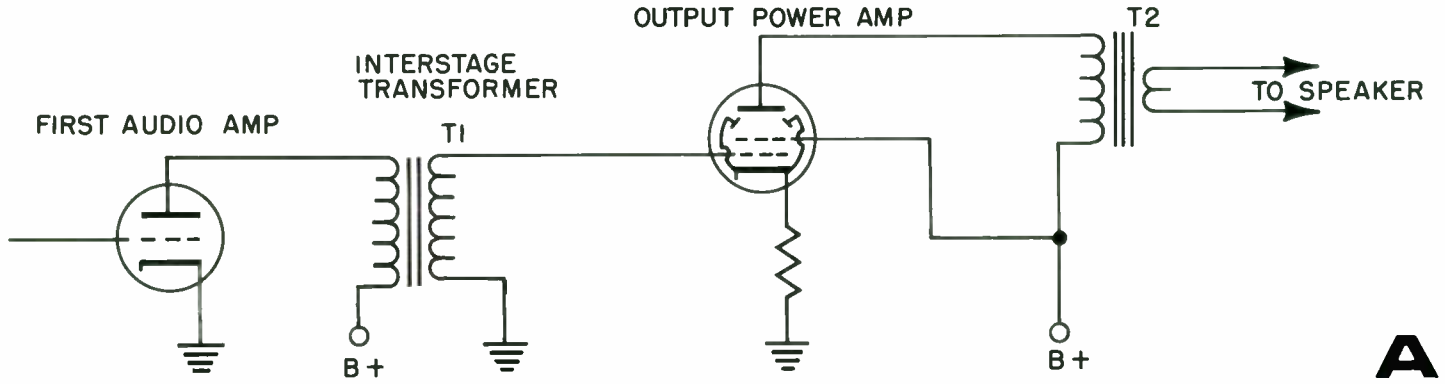 OUTPUT POWER AMP
T2
INTERSTAGE
TRANSFORMER
TO SPEAKER
FIRST AUDIO AMP
T1
B+
B+
A